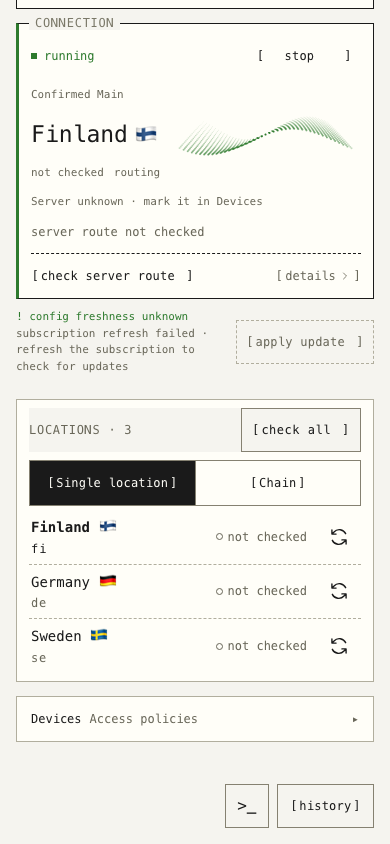 CONNECTION
running [ stop ]
Confirmed Main
Finland
not checked routing
Server unknown · mark it in Devices
server route not checked
[check server route ] [details > ]
! config freshness unknown
subscription refresh failed ·
refresh the subscription to
check for updates
[apply update ]
LOCATIONS · 3 [check all ]
[Single location] [Chain]
Finland
fi
not checked
Germany
de
not checked
Sweden
se
not checked
Devices Access policies ▸
>_ [history]